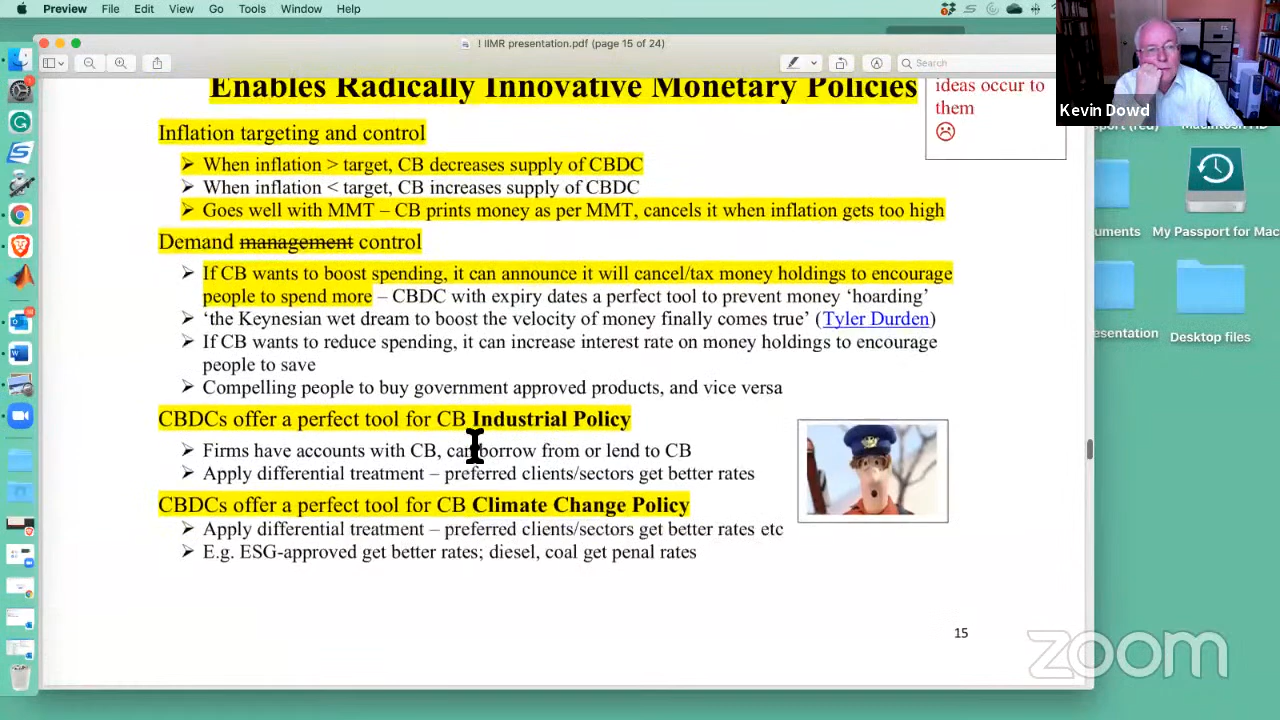 Preview File Edit View Go Tools Window Help
! IIMR presentation.pdf (page 15 of 24)
Search
Kevin Dowd
Enables Radically Innovative Monetary Policies
ideas occur to
them
☹
Inflation targeting and control
➢ When inflation > target, CB decreases supply of CBDC
➢ When inflation < target, CB increases supply of CBDC
➢ Goes well with MMT – CB prints money as per MMT, cancels it when inflation gets too high
Demand management control
➢ If CB wants to boost spending, it can announce it will cancel/tax money holdings to encourage
people to spend more – CBDC with expiry dates a perfect tool to prevent money ‘hoarding’
➢ ‘the Keynesian wet dream to boost the velocity of money finally comes true’ (Tyler Durden)
➢ If CB wants to reduce spending, it can increase interest rate on money holdings to encourage
people to save
➢ Compelling people to buy government approved products, and vice versa
CBDCs offer a perfect tool for CB Industrial Policy
➢ Firms have accounts with CB, can borrow from or lend to CB
➢ Apply differential treatment – preferred clients/sectors get better rates
CBDCs offer a perfect tool for CB Climate Change Policy
➢ Apply differential treatment – preferred clients/sectors get better rates etc
➢ E.g. ESG-approved get better rates; diesel, coal get penal rates
15
uments
My Passport for Mac
esentation
Desktop files
zoom